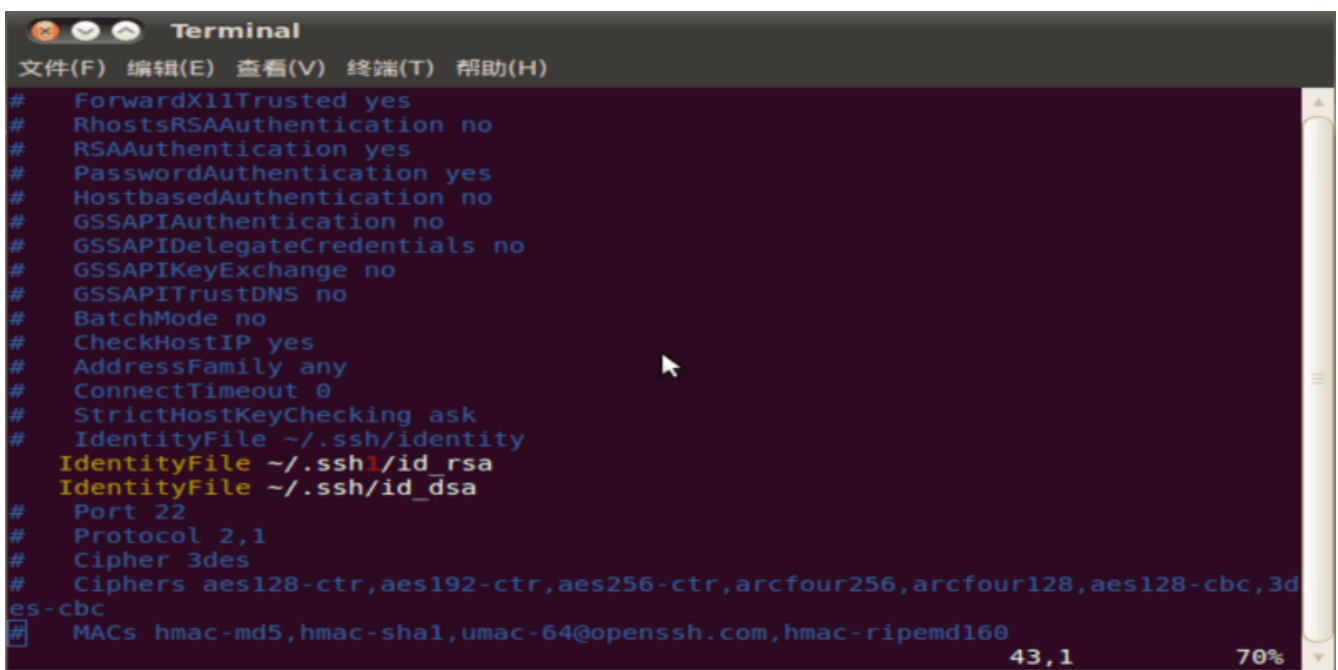 Terminal
文件(F) 编辑(E) 查看(V) 终端(T) 帮助(H)
#   ForwardX11Trusted yes
#   RhostsRSAAuthentication no
#   RSAAuthentication yes
#   PasswordAuthentication yes
#   HostbasedAuthentication no
#   GSSAPIAuthentication no
#   GSSAPIDelegateCredentials no
#   GSSAPIKeyExchange no
#   GSSAPITrustDNS no
#   BatchMode no
#   CheckHostIP yes
#   AddressFamily any
#   ConnectTimeout 0
#   StrictHostKeyChecking ask
#   IdentityFile ~/.ssh/identity
   IdentityFile ~/.ssh1/id_rsa
   IdentityFile ~/.ssh/id_dsa
#   Port 22
#   Protocol 2,1
#   Cipher 3des
#   Ciphers aes128-ctr,aes192-ctr,aes256-ctr,arcfour256,arcfour128,aes128-cbc,3d
es-cbc
#   MACs hmac-md5,hmac-sha1,umac-64@openssh.com,hmac-ripemd160
43,1 70%